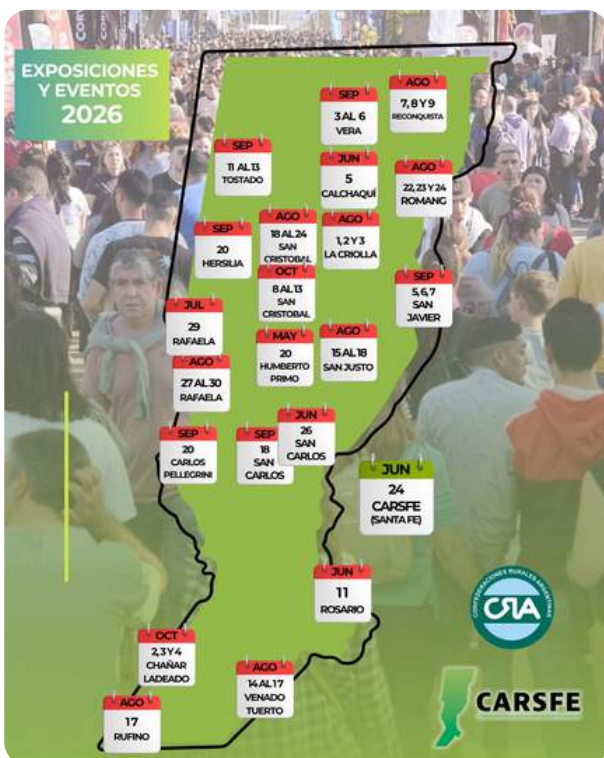 EXPOSICIONES
Y EVENTOS
2026
AGO
7, 8 Y 9
RECONQUISTA
SEP
3 AL 6
VERA
SEP
11 AL 13
TOSTADO
JUN
5
CALCHAQUÍ
AGO
22, 23 Y 24
ROMANG
AGO
18 AL 24
SAN
CRISTOBAL
AGO
1, 2 Y 3
LA CRIOLLA
SEP
20
HERSILIA
OCT
8 AL 13
SAN
CRISTOBAL
SEP
5, 6, 7
SAN
JAVIER
JUL
29
RAFAELA
MAY
20
HUMBERTO
PRIMO
AGO
15 AL 18
SAN JUSTO
AGO
27 AL 30
RAFAELA
JUN
26
SAN
CARLOS
SEP
20
CARLOS
PELLEGRINI
SEP
18
SAN
CARLOS
JUN
24
CARSFE
(SANTA FE)
JUN
11
ROSARIO
CONFEDERACIONES RURALES ARGENTINAS
CRA
OCT
2, 3 Y 4
CHAÑAR
LADEADO
AGO
14 AL 17
VENADO
TUERTO
AGO
17
RUFINO
CARSFE